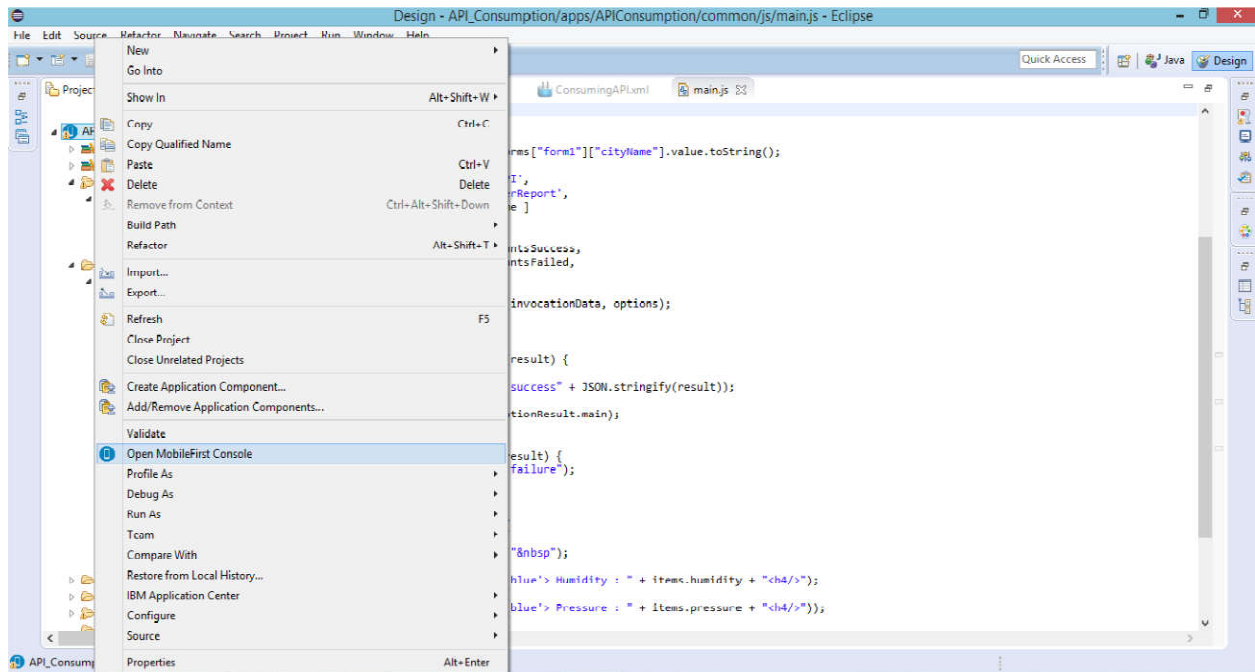 Design - API_Consumption/apps/APIConsumption/common/js/main.js - Eclipse
File Edit Source Refactor Navigate Search Project Run Window Help
Quick Access
Java
Design
Projec
ConsumingAPI.xml
main.js
New
Go Into
Show In Alt+Shift+W
Copy Ctrl+C
Copy Qualified Name
Paste Ctrl+V
Delete Delete
Remove from Context Ctrl+Alt+Shift+Down
Build Path
Refactor Alt+Shift+T
Import...
Export...
Refresh F5
Close Project
Close Unrelated Projects
Create Application Component...
Add/Remove Application Components...
Validate
Open MobileFirst Console
Profile As
Debug As
Run As
Team
Compare With
Restore from Local History...
IBM Application Center
Configure
Source
Properties Alt+Enter
rms["form1"]["cityName"].value.toString();
PI',
erReport',
e ]
ntsSuccess,
ntsFailed,
invocationData, options);
result) {
success" + JSON.stringify(result));
tionResult.main);
esult) {
failure");
"&nbsp");
blue'> Humidity : " + items.humidity + "<h4/>");
blue'> Pressure : " + items.pressure + "<h4/>"));
API_Consump